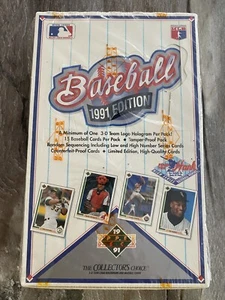 Baseball
1991 EDITION
A Minimum of One 3-D Team Logo Hologram Per Pack!
15 Baseball Cards Per Pack • Tamper-Proof Pack
Random Sequencing Including Low and High Number Series Cards
Counterfeit-Proof Cards • Limited Edition, High-Quality Cards
19
91
THE COLLECTOR'S CHOICE